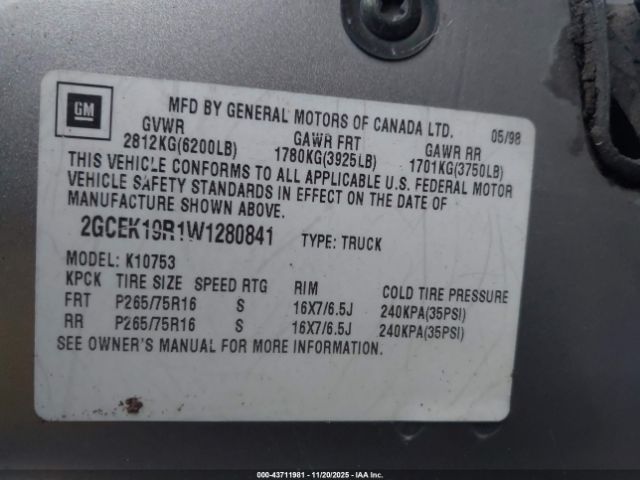 GM
MFD BY GENERAL MOTORS OF CANADA LTD. 05/98
GVWR GAWR FRT GAWR RR
2812KG(6200LB) 1780KG(3925LB) 1701KG(3750LB)
THIS VEHICLE CONFORMS TO ALL APPLICABLE U.S. FEDERAL MOTOR
VEHICLE SAFETY STANDARDS IN EFFECT ON THE DATE OF
MANUFACTURE SHOWN ABOVE.
2GCEK19R1W1280841 TYPE: TRUCK
MODEL: K10753
KPCK TIRE SIZE SPEED RTG RIM COLD TIRE PRESSURE
FRT P265/75R16 S 16X7/6.5J 240KPA(35PSI)
RR P265/75R16 S 16X7/6.5J 240KPA(35PSI)
SEE OWNER'S MANUAL FOR MORE INFORMATION.
000-43711981 - 11/20/2025 - Copyright IAA, Inc.